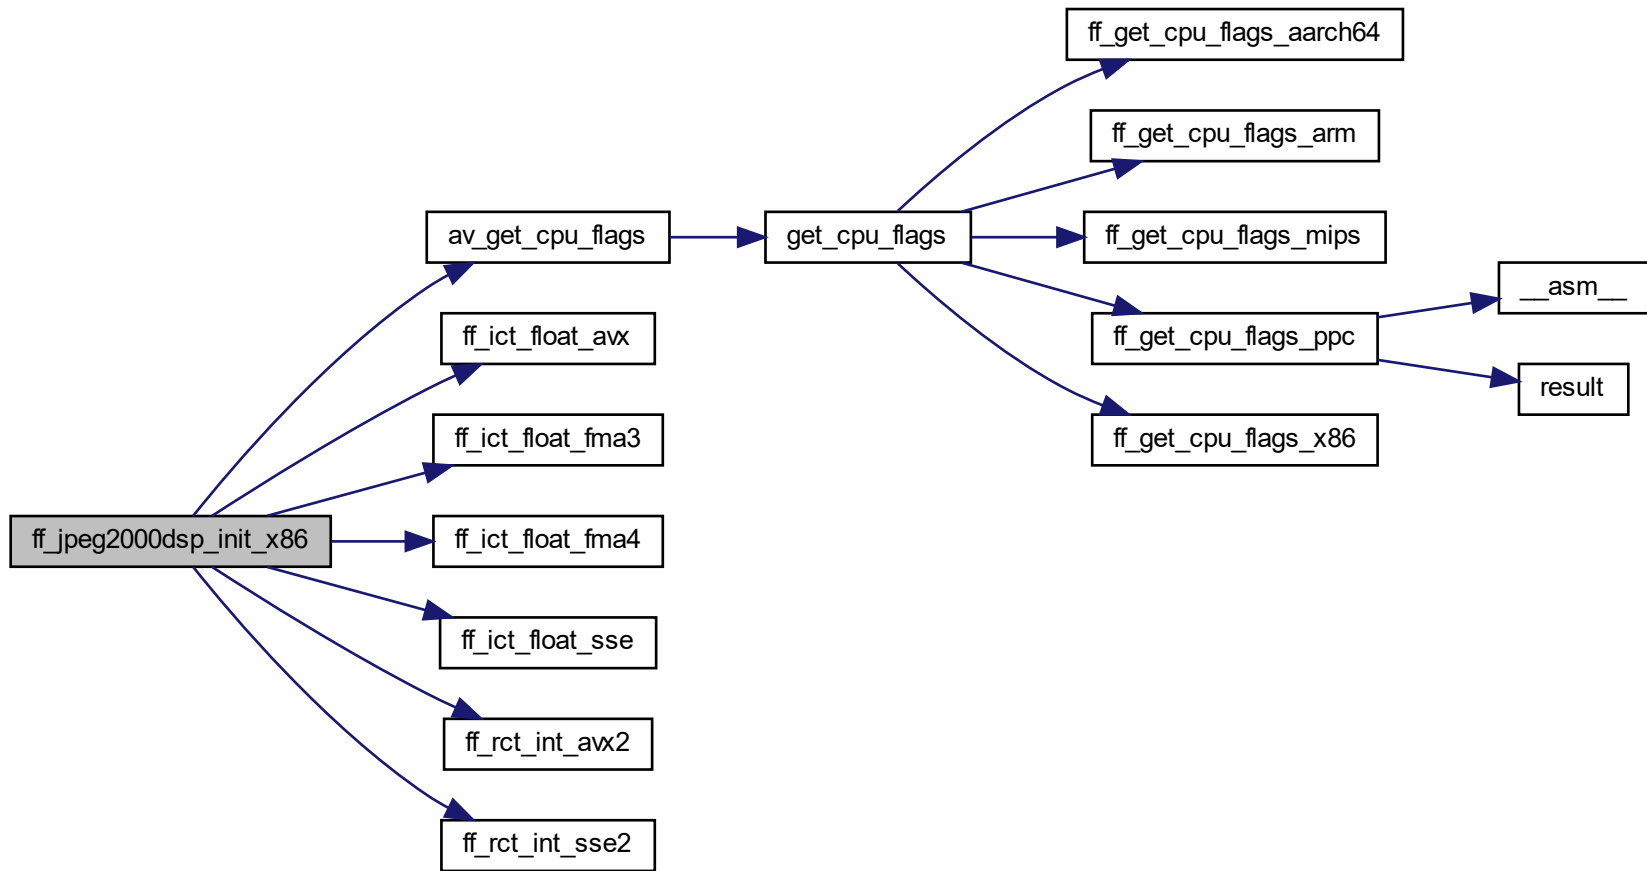 ff_get_cpu_flags_aarch64
ff_get_cpu_flags_arm
av_get_cpu_flags
get_cpu_flags
ff_get_cpu_flags_mips
__asm__
ff_ict_float_avx
ff_get_cpu_flags_ppc
result
ff_ict_float_fma3
ff_get_cpu_flags_x86
ff_jpeg2000dsp_init_x86
ff_ict_float_fma4
ff_ict_float_sse
ff_rct_int_avx2
ff_rct_int_sse2